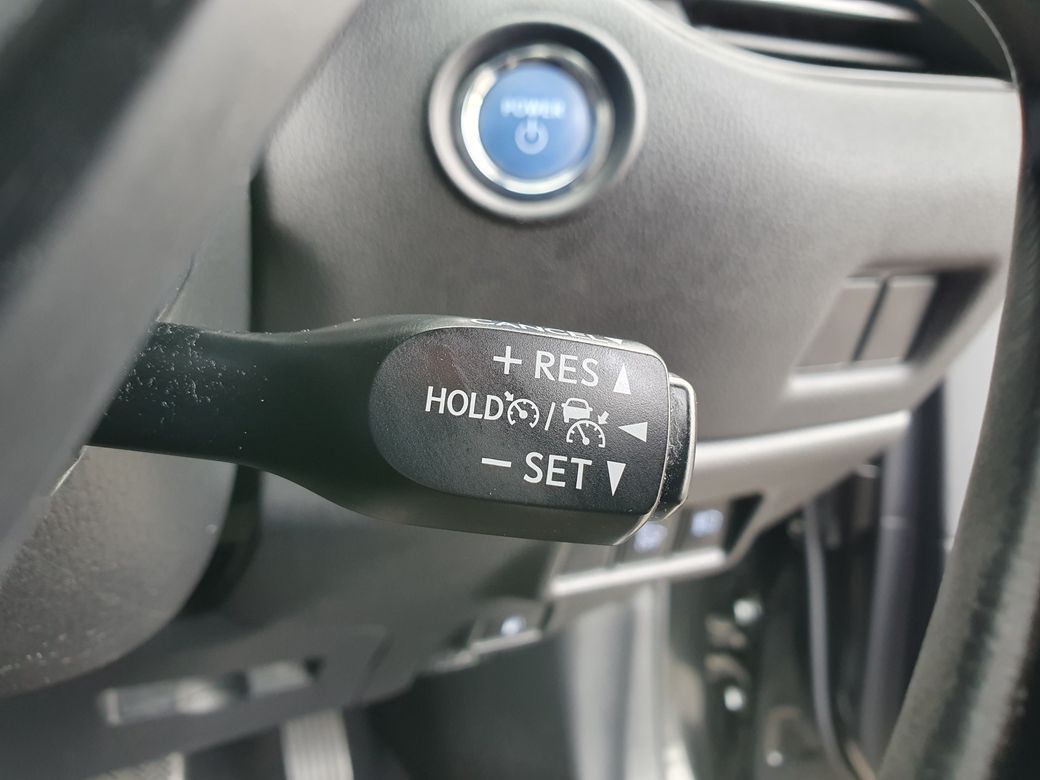 POWER
CANCEL
+ RES
HOLD /
− SET